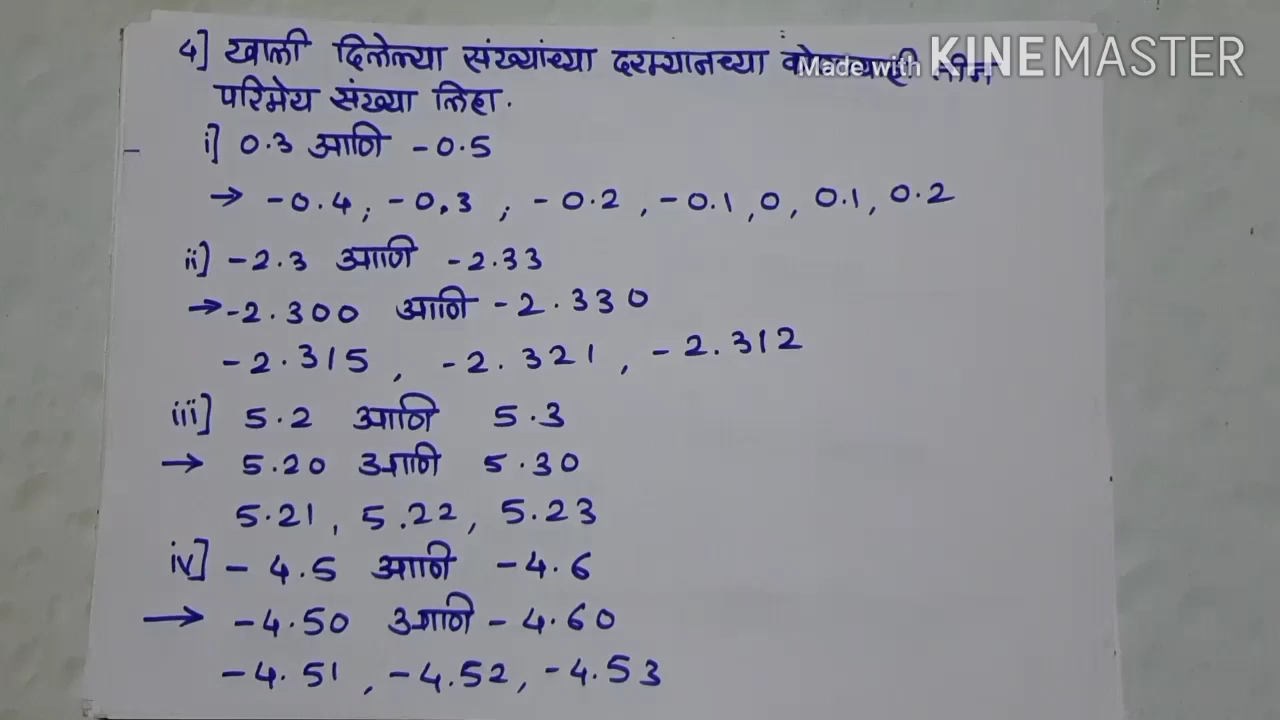 4] खाली दिलेल्या संख्यांच्या दरम्यानच्या
Made with KINEMASTER
परिमेय संख्या लिहा.
i] 0.3 आणि -0.5
→ -0.4, -0.3, -0.2, -0.1, 0, 0.1, 0.2
ii] -2.3 आणि -2.33
→ -2.300 आणि -2.330
-2.315, -2.321, -2.312
iii] 5.2 आणि 5.3
→ 5.20 आणि 5.30
5.21, 5.22, 5.23
iv] -4.5 आणि -4.6
→ -4.50 आणि -4.60
-4.51, -4.52, -4.53